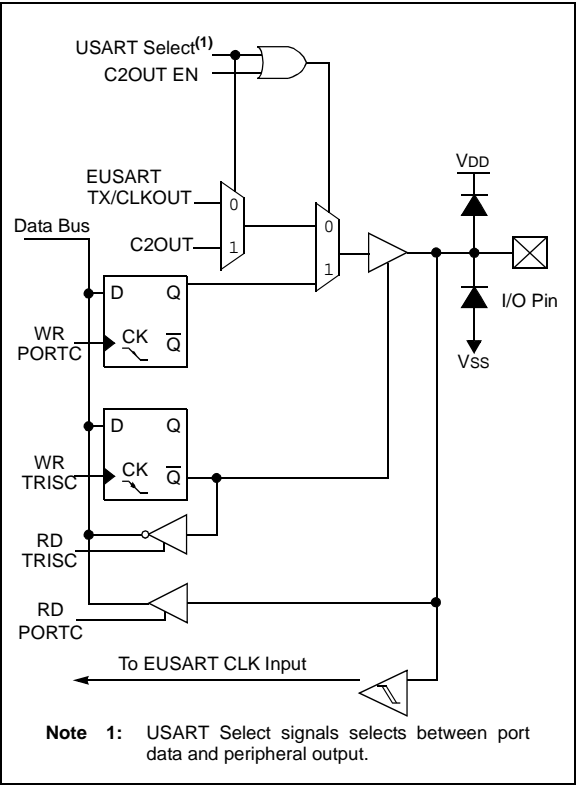 USART Select(1)
C2OUT EN
EUSART
TX/CLKOUT
0
VDD
Data Bus
0
C2OUT
1
1
D Q
I/O Pin
WR
PORTC
CK
Q
VSS
D Q
WR
TRISC
CK
Q
RD
TRISC
RD
PORTC
To EUSART CLK Input
Note 1: USART Select signals selects between port
data and peripheral output.